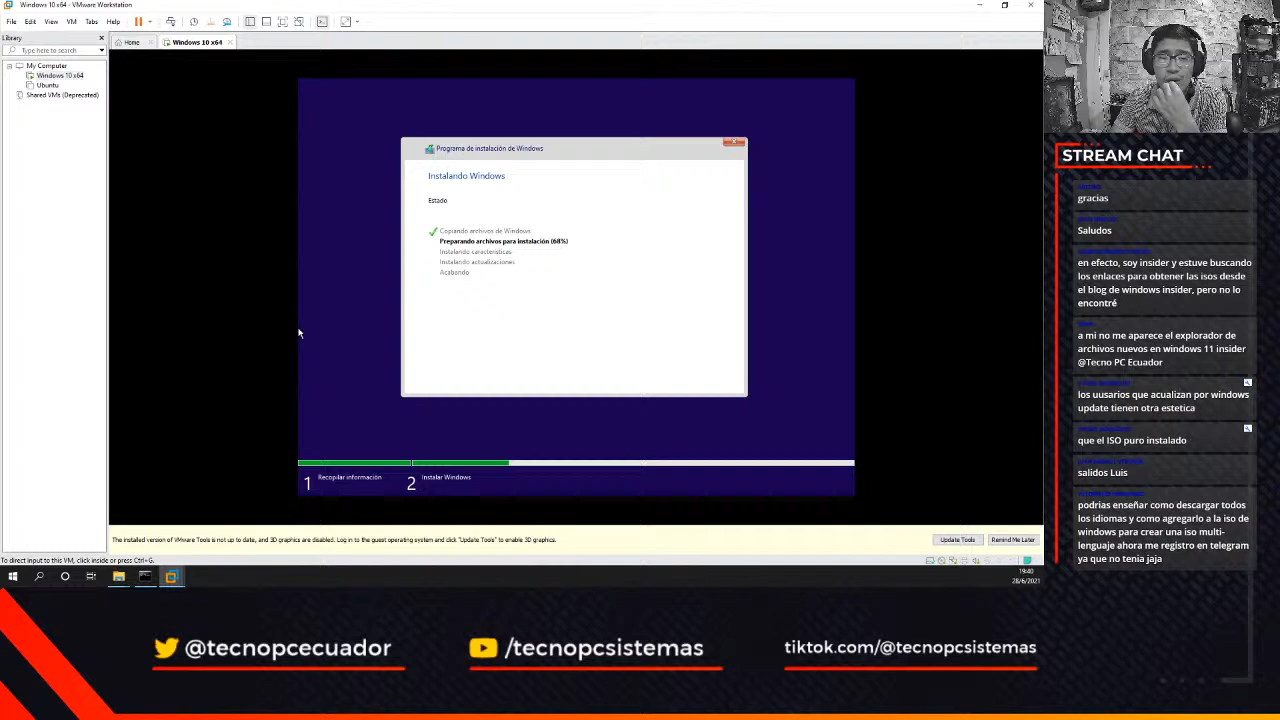 Windows 10 x64 - VMware Workstation
File Edit View VM Tabs Help
Library
Type here to search
My Computer
Windows 10 x64
Ubuntu
Shared VMs (Deprecated)
Home
Windows 10 x64
Programa de instalación de Windows
Instalando Windows
Estado
Copiando archivos de Windows
Preparando archivos para instalación (68%)
Instalando características
Instalando actualizaciones
Acabando
1 Recopilar información
2 Instalar Windows
The installed version of VMware Tools is not up to date, and 3D graphics are disabled. Log in to the guest operating system and click "Update Tools" to enable 3D graphics.
Update Tools
Remind Me Later
To direct input to this VM, click inside or press Ctrl+G.
19:40
28/6/2021
STREAM CHAT
gracias
Saludos
en efecto, soy insider y estuve buscando
los enlaces para obtener las isos desde
el blog de windows insider, pero no lo
encontré
a mi no me aparece el explorador de
archivos nuevos en windows 11 insider
@Tecno PC Ecuador
los uusarios que acualizan por windows
update tienen otra estetica
que el ISO puro instalado
salidos Luis
podrias enseñar como descargar todos
los idiomas y como agregarlo a la iso de
windows para crear una iso multi-
lenguaje ahora me registro en telegram
ya que no tenia jaja
@tecnopcecuador
/tecnopcsistemas
tiktok.com/@tecnopcsistemas